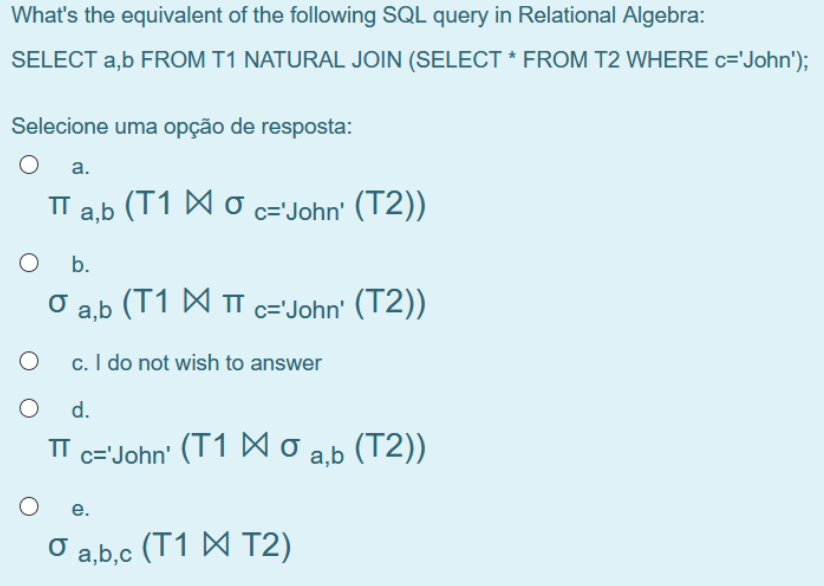 What's the equivalent of the following SQL query in Relational Algebra:
SELECT a,b FROM T1 NATURAL JOIN (SELECT * FROM T2 WHERE c='John');
Selecione uma opção de resposta:
a.
π a,b (T1 ⋈ σ c='John' (T2))
b.
σ a,b (T1 ⋈ π c='John' (T2))
c. I do not wish to answer
d.
π c='John' (T1 ⋈ σ a,b (T2))
e.
σ a,b,c (T1 ⋈ T2)